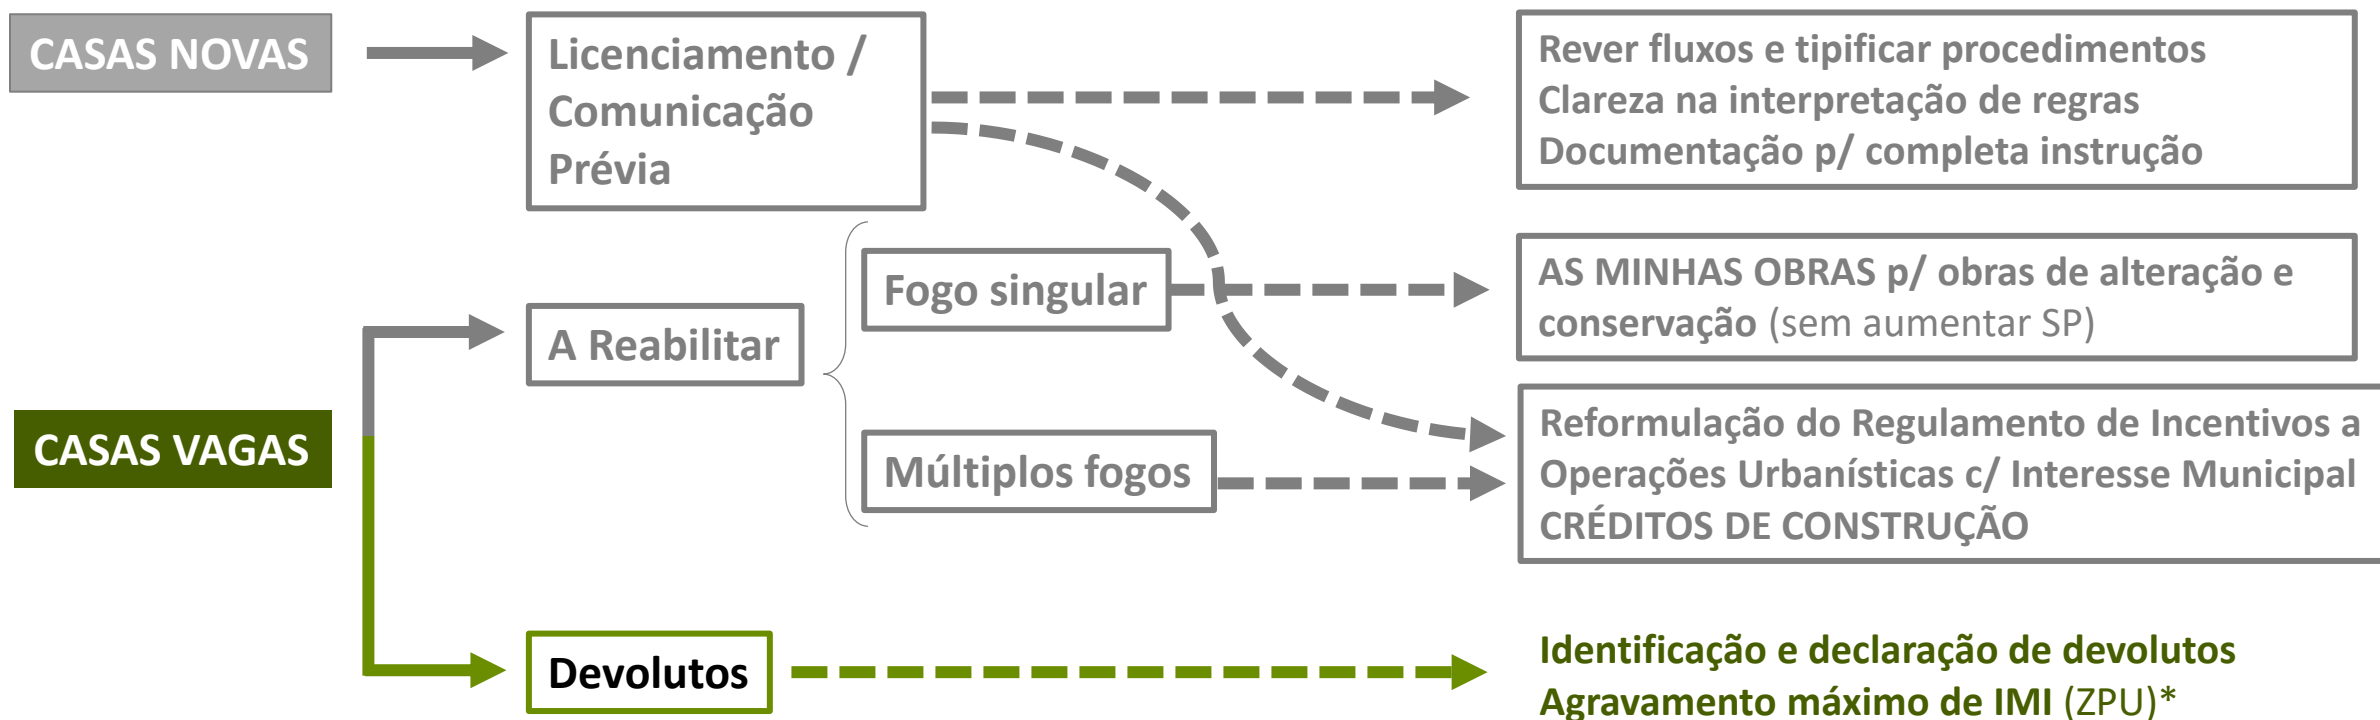 CASAS NOVAS
Licenciamento /
Comunicação
Prévia
Rever fluxos e tipificar procedimentos
Clareza na interpretação de regras
Documentação p/ completa instrução
CASAS VAGAS
A Reabilitar
Fogo singular
AS MINHAS OBRAS p/ obras de alteração e
conservação (sem aumentar SP)
Múltiplos fogos
Reformulação do Regulamento de Incentivos a
Operações Urbanísticas c/ Interesse Municipal
CRÉDITOS DE CONSTRUÇÃO
Devolutos
Identificação e declaração de devolutos
Agravamento máximo de IMI (ZPU)*